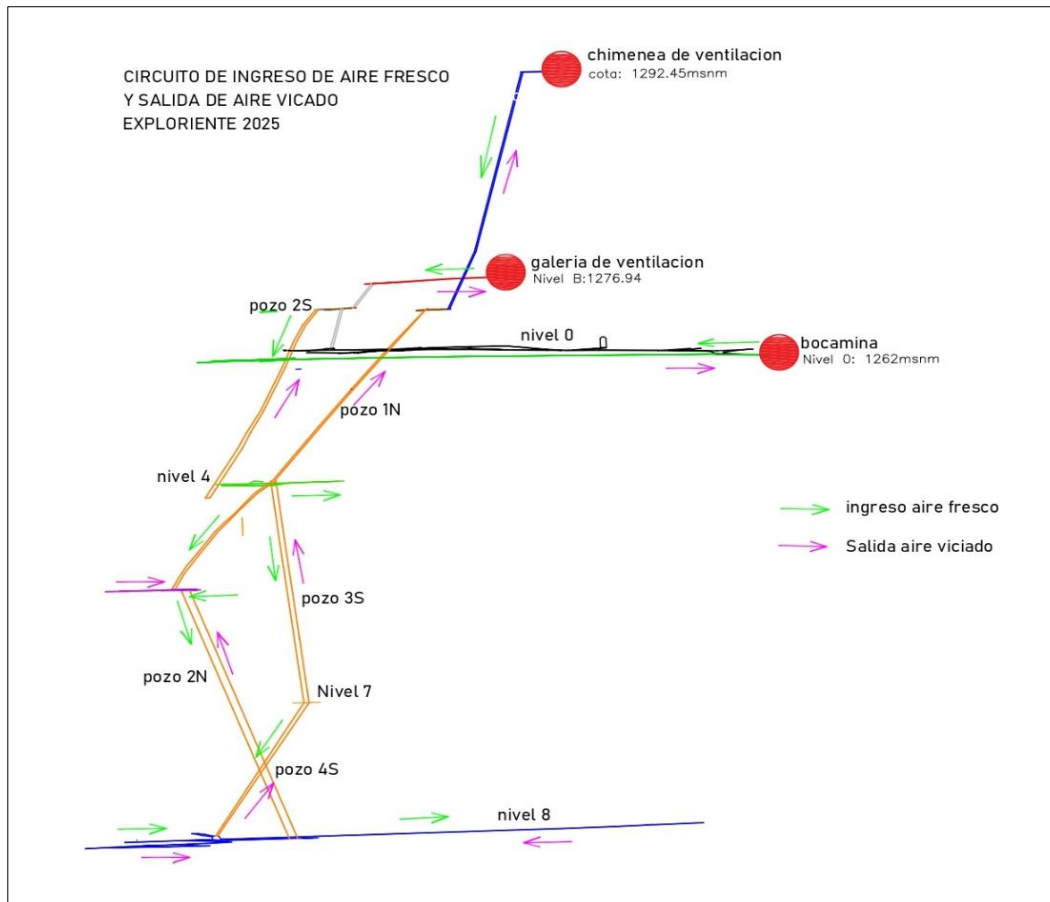 CIRCUITO DE INGRESO DE AIRE FRESCO
Y SALIDA DE AIRE VICADO
EXPLORIENTE 2025
chimenea de ventilacion
cota: 1292.45msnm
galeria de ventilacion
Nivel B:1276.94
pozo 2S
nivel 0
bocamina
Nivel 0: 1262msnm
pozo 1N
nivel 4
ingreso aire fresco
Salida aire viciado
pozo 3S
pozo 2N
Nivel 7
pozo 4S
nivel 8